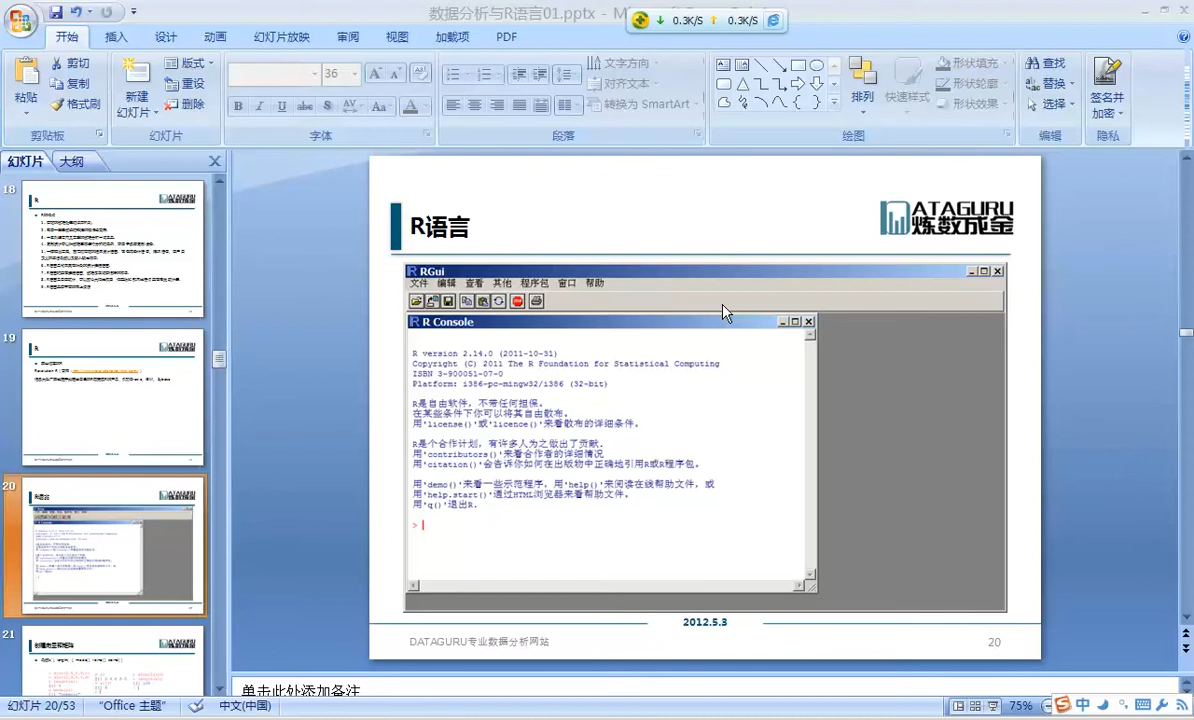 数据分析与R语言01.pptx - M
0.3K/S 0.3K/S
开始 插入 设计 动画 幻灯片放映 审阅 视图 加载项 PDF
剪切
复制
格式刷
粘贴
剪贴板
新建
幻灯片
版式
重设
删除
幻灯片
36
B I U abc S AV Aa A
字体
文字方向
对齐文本
转换为 SmartArt
段落
排列
快速样式
形状填充
形状轮廓
形状效果
绘图
查找
替换
选择
编辑
签名并
加密
隐私
幻灯片 大纲
18
19
20
21
创建向量和矩阵
R语言
DATAGURU
炼数成金
RGui
文件 编辑 查看 其他 程序包 窗口 帮助
R Console
R version 2.14.0 (2011-10-31)
Copyright (C) 2011 The R Foundation for Statistical Computing
ISBN 3-900051-07-0
Platform: i386-pc-mingw32/i386 (32-bit)
R是自由软件，不带任何担保。
在某些条件下你可以将其自由散布。
用'license()'或'licence()'来看散布的详细条件。
R是个合作计划，有许多人为之做出了贡献.
用'contributors()'来看合作者的详细情况
用'citation()'会告诉你如何在出版物中正确地引用R或R程序包。
用'demo()'来看一些示范程序，用'help()'来阅读在线帮助文件，或
用'help.start()'通过HTML浏览器来看帮助文件。
用'q()'退出R.
>
2012.5.3
DATAGURU专业数据分析网站
20
单击此处添加备注
幻灯片 20/53 "Office 主题" 中文(中国) 75% 中